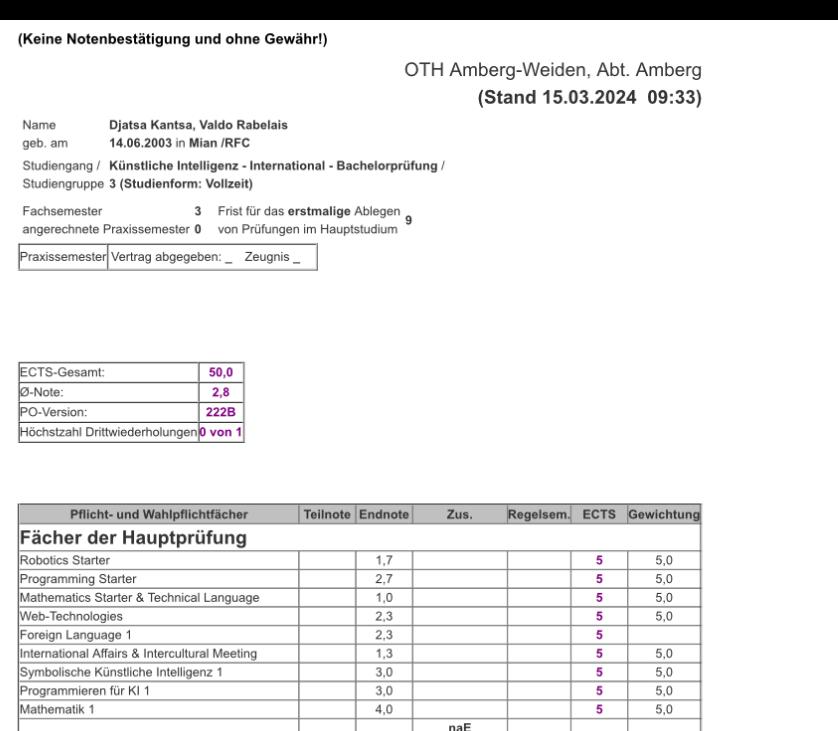 (Keine Notenbestätigung und ohne Gewähr!)
OTH Amberg-Weiden, Abt. Amberg
(Stand 15.03.2024 09:33)
Name Djatsa Kantsa, Valdo Rabelais
geb. am 14.06.2003 in Mian /RFC
Studiengang / Künstliche Intelligenz - International - Bachelorprüfung /
Studiengruppe 3 (Studienform: Vollzeit)
Fachsemester 3 Frist für das erstmalige Ablegen
angerechnete Praxissemester 0 von Prüfungen im Hauptstudium 9
Praxissemester Vertrag abgegeben: _ Zeugnis _
ECTS-Gesamt: 50,0
Ø-Note: 2,8
PO-Version: 222B
Höchstzahl Drittwiederholungen 0 von 1
Pflicht- und Wahlpflichtfächer Teilnote Endnote Zus. Regelsem. ECTS Gewichtung
Fächer der Hauptprüfung
Robotics Starter 1,7 5 5,0
Programming Starter 2,7 5 5,0
Mathematics Starter & Technical Language 1,0 5 5,0
Web-Technologies 2,3 5 5,0
Foreign Language 1 2,3 5
International Affairs & Intercultural Meeting 1,3 5 5,0
Symbolische Künstliche Intelligenz 1 3,0 5 5,0
Programmieren für KI 1 3,0 5 5,0
Mathematik 1 4,0 5 5,0
naE